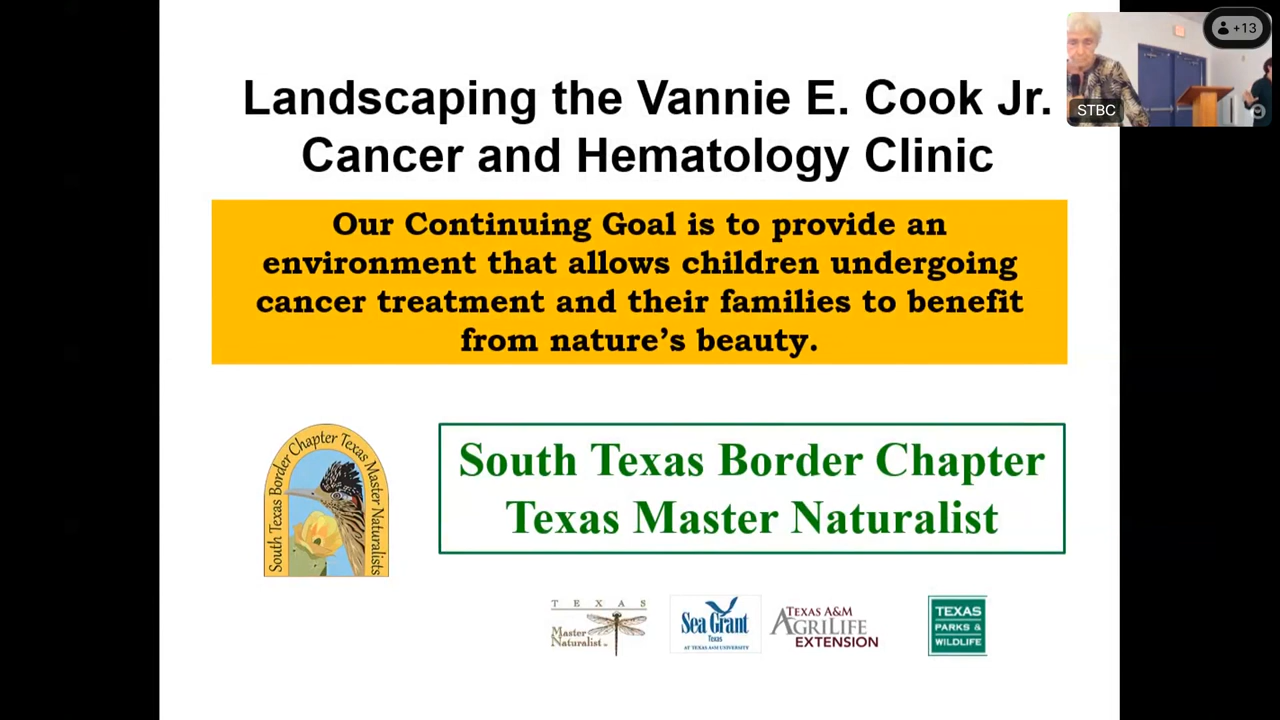 Landscaping the Vannie E. Cook Jr.
Cancer and Hematology Clinic
+13
STBC
Our Continuing Goal is to provide an
environment that allows children undergoing
cancer treatment and their families to benefit
from nature's beauty.
South Texas Border Chapter Texas Master Naturalists
South Texas Border Chapter
Texas Master Naturalist
TEXAS
Master
Naturalist
Sea Grant
Texas
AT TEXAS A&M UNIVERSITY
TEXAS A&M
AGRILIFE
EXTENSION
TEXAS
PARKS &
WILDLIFE